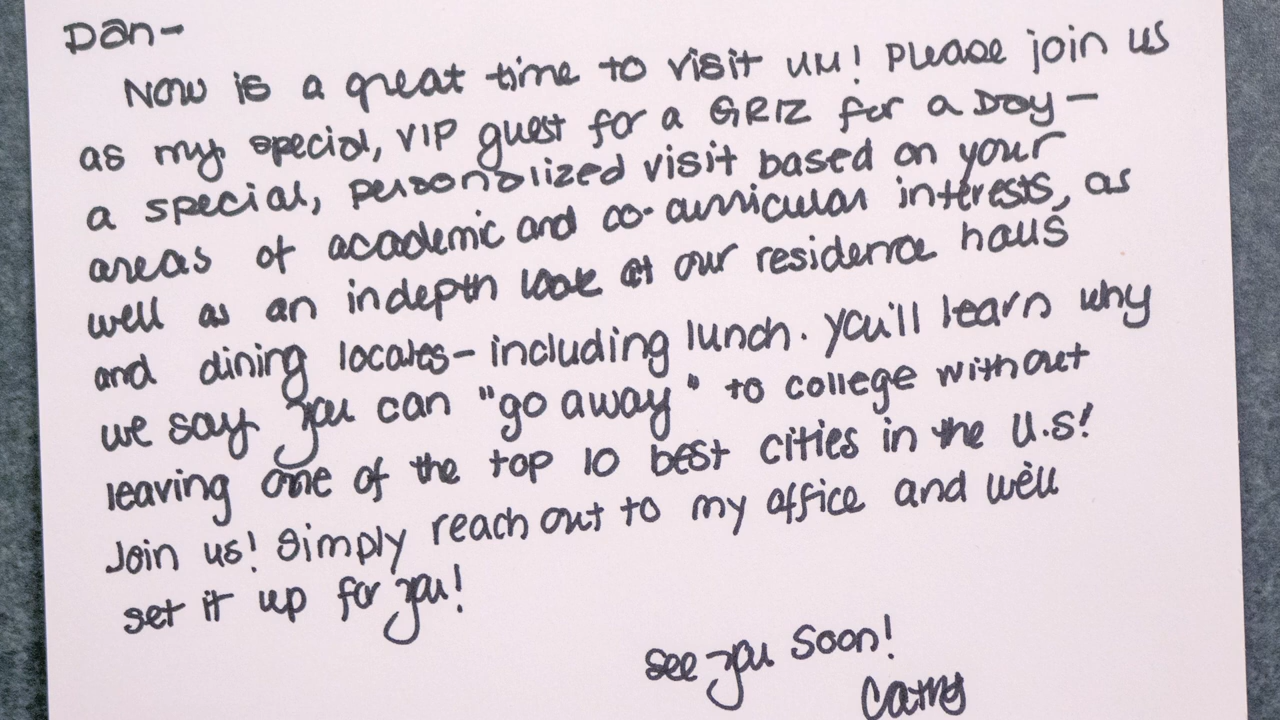 Dan-
Now is a great time to visit UM! Please join us
as my special, VIP guest for a GRIZ for a Day-
a special, personalized visit based on your
areas of academic and co-curricular interests, as
well as an indepth look at our residence halls
and dining locales- including lunch. You'll learn why
we say you can "go away" to college without
leaving one of the top 10 best cities in the U.S!
Join us! Simply reach out to my office and we'll
set it up for you!
See you soon!
Cathy